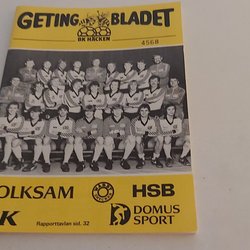 GETING BLADET
BK HÄCKEN
4568
OLKSAM HSB
K Rapporttavlan sid. 32 DOMUS
SPORT